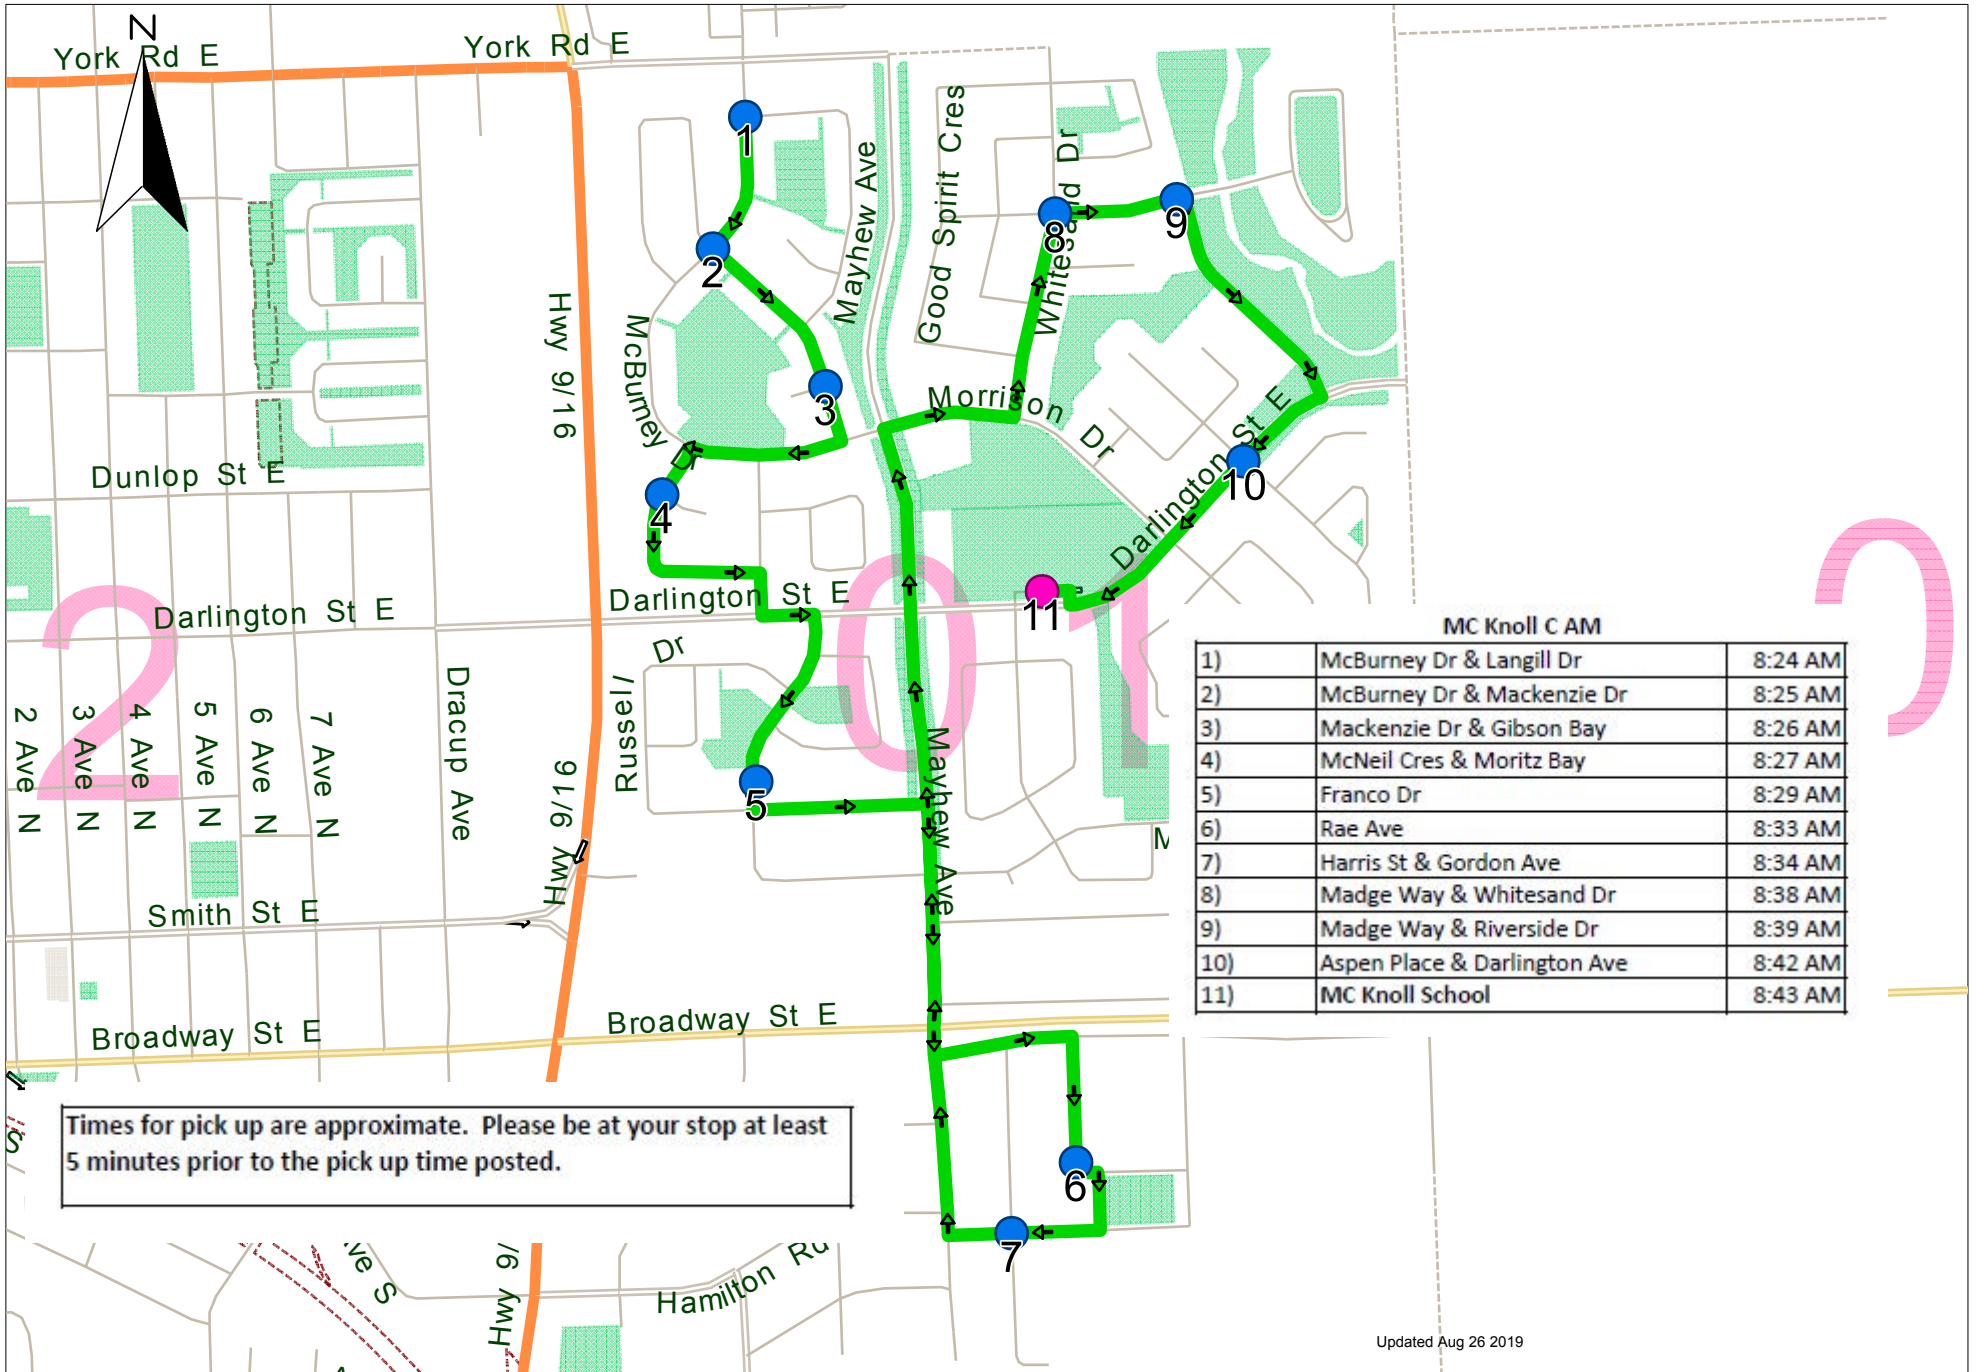 N
York Rd E
York Rd E
1
2
3
4
5
6
7
8
9
10
11
Mayhew Ave
Good Spirit Cres
Whitesand Dr
Hwy 9/16
McBurney Dr
Morrison Dr
Dunlop St E
Darlington St E
Darlington St E
Darlington St E
Russell Dr
Dracup Ave
2 Ave N
3 Ave N
4 Ave N
5 Ave N
6 Ave N
7 Ave N
Hwy 9/16
Mayhew Ave
M
Smith St E
Broadway St E
Broadway St E
2 0 1 0
MC Knoll C AM
1) McBurney Dr & Langill Dr 8:24 AM
2) McBurney Dr & Mackenzie Dr 8:25 AM
3) Mackenzie Dr & Gibson Bay 8:26 AM
4) McNeil Cres & Moritz Bay 8:27 AM
5) Franco Dr 8:29 AM
6) Rae Ave 8:33 AM
7) Harris St & Gordon Ave 8:34 AM
8) Madge Way & Whitesand Dr 8:38 AM
9) Madge Way & Riverside Dr 8:39 AM
10) Aspen Place & Darlington Ave 8:42 AM
11) MC Knoll School 8:43 AM
Times for pick up are approximate. Please be at your stop at least
5 minutes prior to the pick up time posted.
S
ve S
Hwy /6
Hamilton Rd
Updated Aug 26 2019